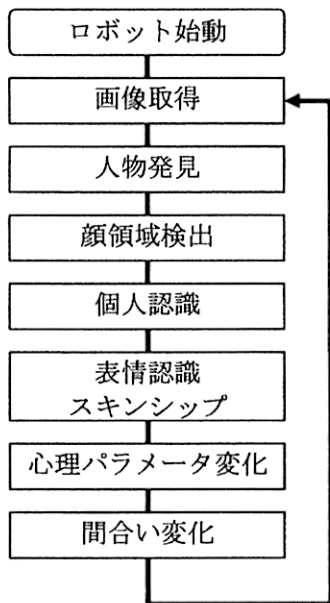 ロボット始動
画像取得
人物発見
顔領域検出
個人認識
表情認識
スキンシップ
心理パラメータ変化
間合い変化